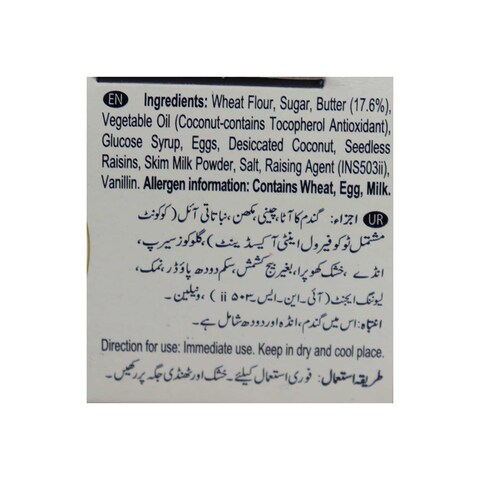 EN Ingredients: Wheat Flour, Sugar, Butter (17.6%),
Vegetable Oil (Coconut-contains Tocopherol Antioxidant),
Glucose Syrup, Eggs, Desiccated Coconut, Seedless
Raisins, Skim Milk Powder, Salt, Raising Agent (INS503ii),
Vanillin. Allergen information: Contains Wheat, Egg, Milk.
UR اجزاء: گندم کا آٹا، چینی، مکھن، نباتاتی آئل (کوکونٹ
مشتمل ٹوکوفیرول اینٹی آکسیڈینٹ)، گلوکوز سیرپ،
انڈے، خشک کھوپرا، بغیر بیج کشمش، سکم دودھ پاؤڈر، نمک،
لیوننگ ایجنٹ (آئی۔این۔ایس۔۵۰۳ ii)، وینیلین۔
انتباہ: اس میں گندم، انڈہ اور دودھ شامل ہے۔
Direction for use: Immediate use. Keep in dry and cool place.
طریقہ استعمال: فوری استعمال کیلئے۔ خشک اور ٹھنڈی جگہ پر رکھیں۔